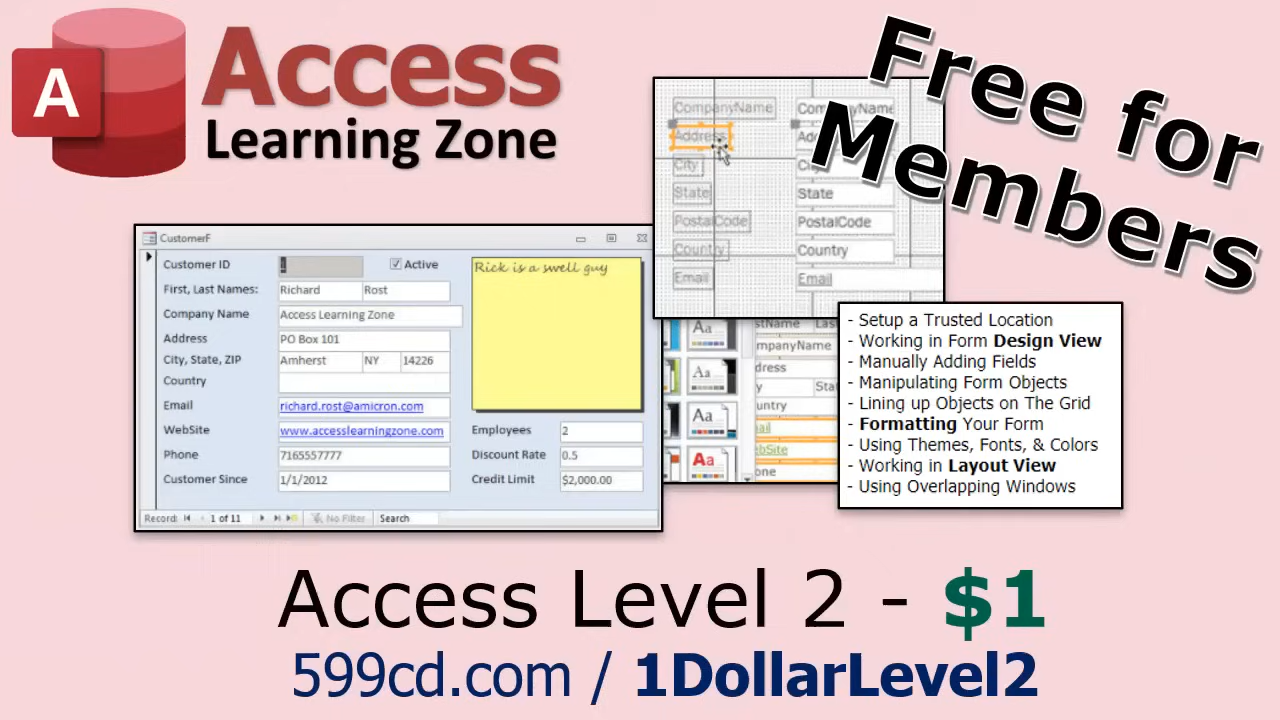 A
Access
Learning Zone
Free for
Members
CompanyName CompanyName
Address
City
State State
PostalCode PostalCode
Country Country
Email Email
CustomerF
Customer ID
Active
First, Last Names: Richard Rost
Company Name Access Learning Zone
Address PO Box 101
City, State, ZIP Amherst NY 14226
Country
Email richard.rost@amicron.com
WebSite www.accesslearningzone.com
Phone 7165557777
Customer Since 1/1/2012
Rick is a swell guy
Employees 2
Discount Rate 0.5
Credit Limit $2,000.00
Record: 1 of 11 No Filter Search
Aa
Aa
Aa
Aa
- Setup a Trusted Location
- Working in Form Design View
- Manually Adding Fields
- Manipulating Form Objects
- Lining up Objects on The Grid
- Formatting Your Form
- Using Themes, Fonts, & Colors
- Working in Layout View
- Using Overlapping Windows
Access Level 2 - $1
599cd.com / 1DollarLevel2